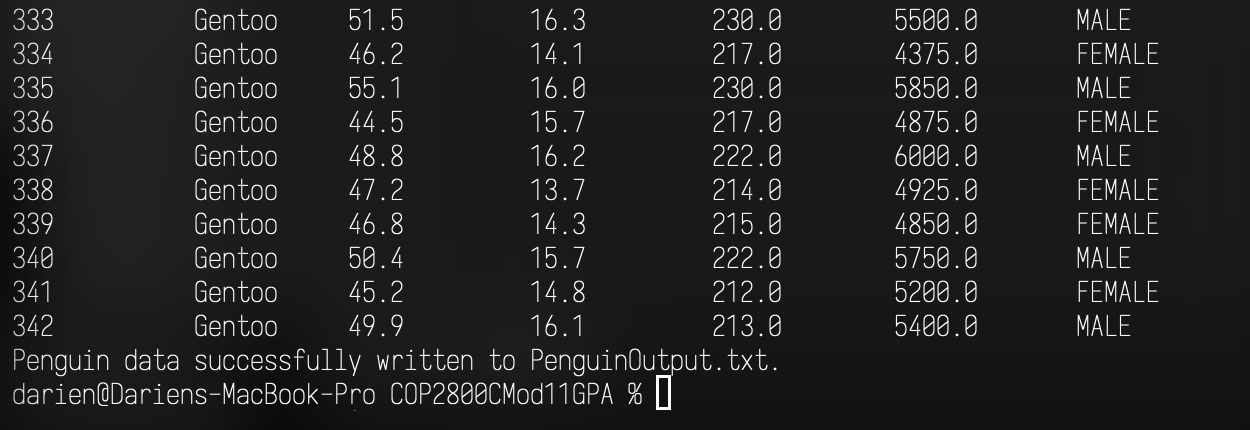 333 Gentoo 51.5 16.3 230.0 5500.0 MALE
334 Gentoo 46.2 14.1 217.0 4375.0 FEMALE
335 Gentoo 55.1 16.0 230.0 5850.0 MALE
336 Gentoo 44.5 15.7 217.0 4875.0 FEMALE
337 Gentoo 48.8 16.2 222.0 6000.0 MALE
338 Gentoo 47.2 13.7 214.0 4925.0 FEMALE
339 Gentoo 46.8 14.3 215.0 4850.0 FEMALE
340 Gentoo 50.4 15.7 222.0 5750.0 MALE
341 Gentoo 45.2 14.8 212.0 5200.0 FEMALE
342 Gentoo 49.9 16.1 213.0 5400.0 MALE
Penguin data successfully written to PenguinOutput.txt.
darien@Dariens-MacBook-Pro COP2800CMod11GPA %